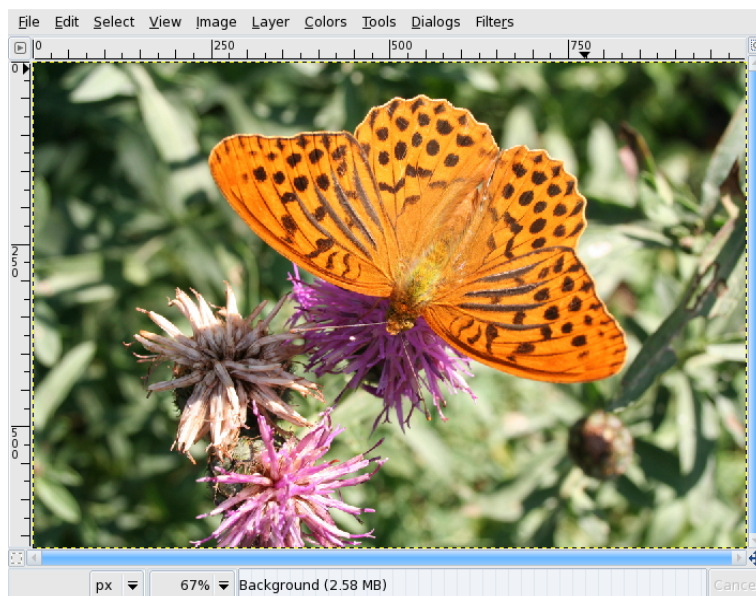 File Edit Select View Image Layer Colors Tools Dialogs Filters
0 250 500 750
0
250
500
px 67% Background (2.58 MB) Cance